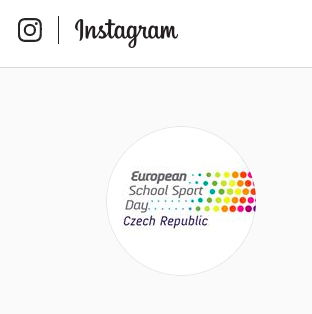 Instagram
European
School Sport
Day
Czech Republic